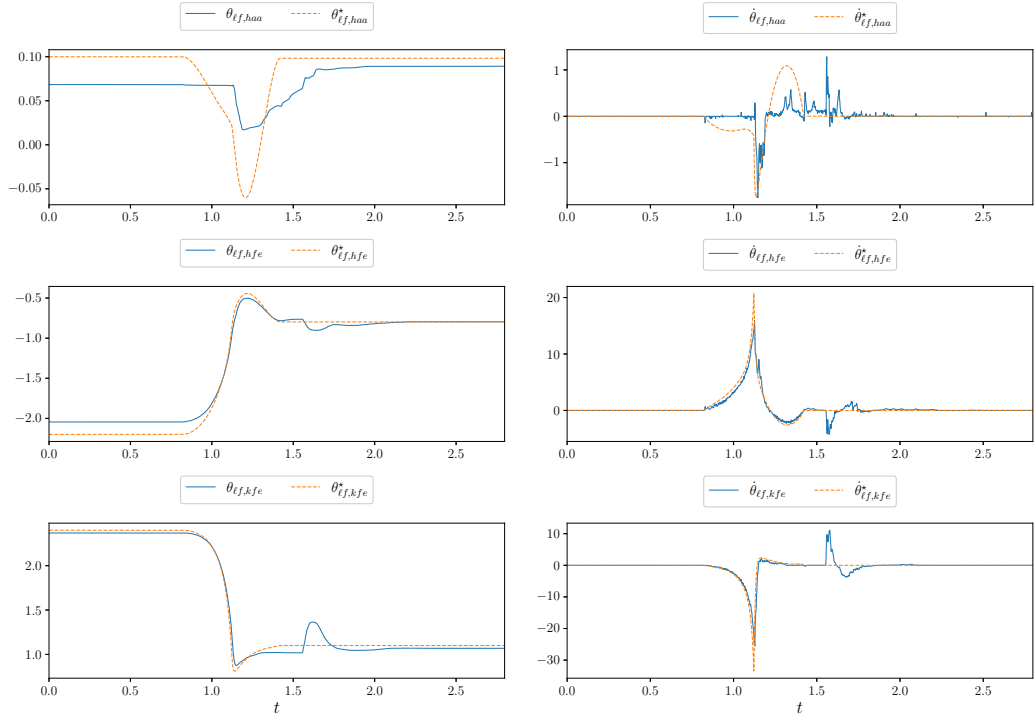 θ_{ℓf,haa} θ^⋆_{ℓf,haa}
0.10
0.05
0.00
−0.05
0.0 0.5 1.0 1.5 2.0 2.5
θ̇_{ℓf,haa} θ̇^⋆_{ℓf,haa}
1
0
−1
0.0 0.5 1.0 1.5 2.0 2.5
θ_{ℓf,hfe} θ^⋆_{ℓf,hfe}
−0.5
−1.0
−1.5
−2.0
0.0 0.5 1.0 1.5 2.0 2.5
θ̇_{ℓf,hfe} θ̇^⋆_{ℓf,hfe}
20
10
0
0.0 0.5 1.0 1.5 2.0 2.5
θ_{ℓf,kfe} θ^⋆_{ℓf,kfe}
2.0
1.5
1.0
0.0 0.5 1.0 1.5 2.0 2.5
t
θ̇_{ℓf,kfe} θ̇^⋆_{ℓf,kfe}
10
0
−10
−20
−30
0.0 0.5 1.0 1.5 2.0 2.5
t